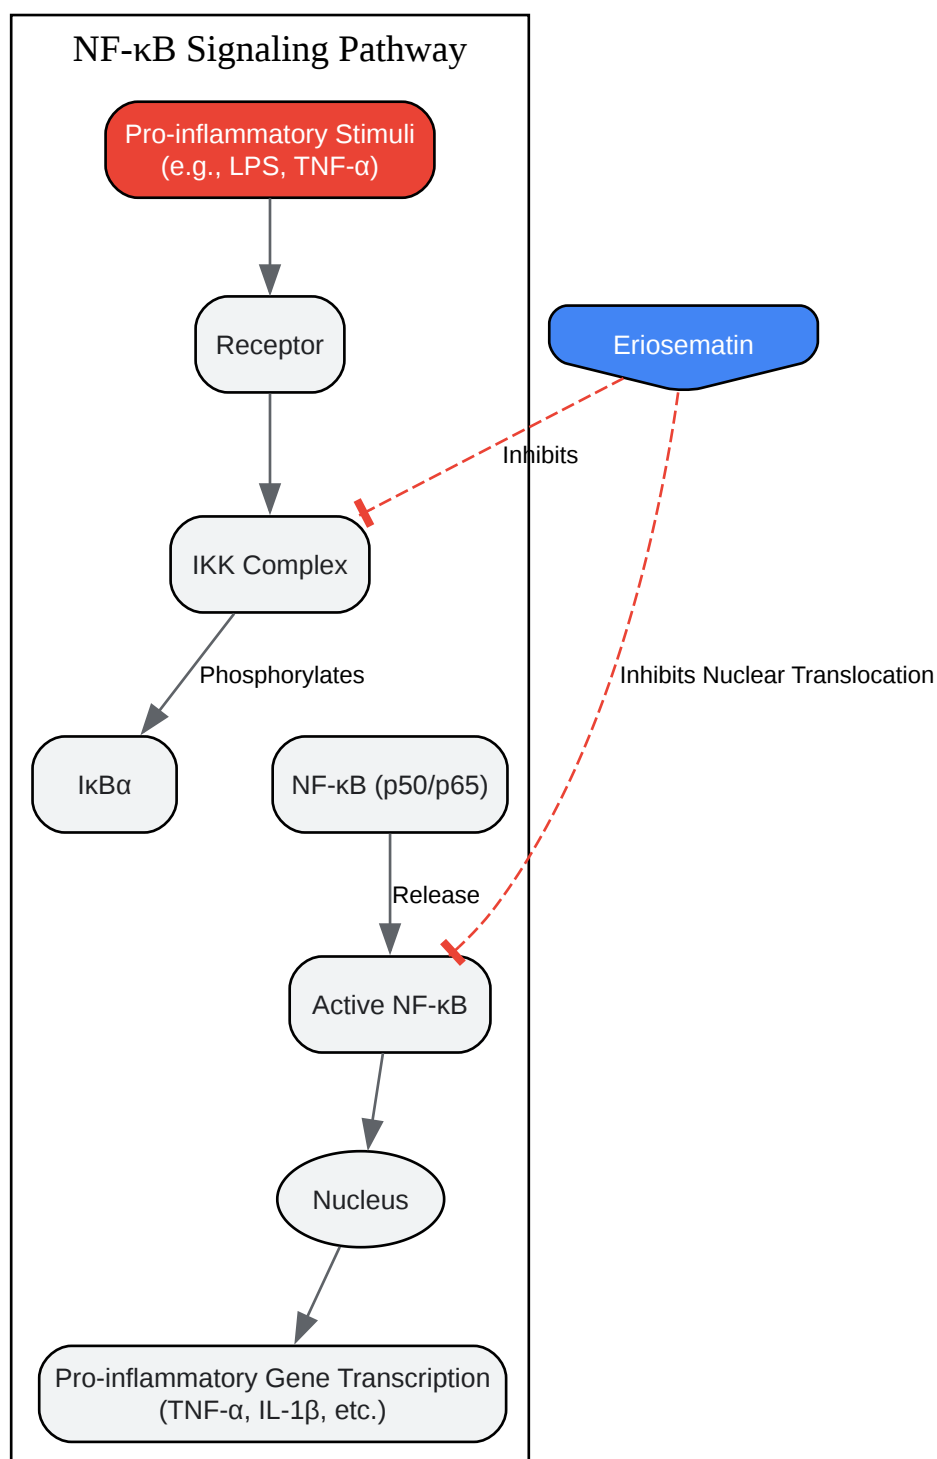 NF-κB Signaling Pathway
Pro-inflammatory Stimuli
(e.g., LPS, TNF-α)
Receptor
Eriosematin
Inhibits
IKK Complex
Phosphorylates
Inhibits Nuclear Translocation
IκBα
NF-κB (p50/p65)
Release
Active NF-κB
Nucleus
Pro-inflammatory Gene Transcription
(TNF-α, IL-1β, etc.)